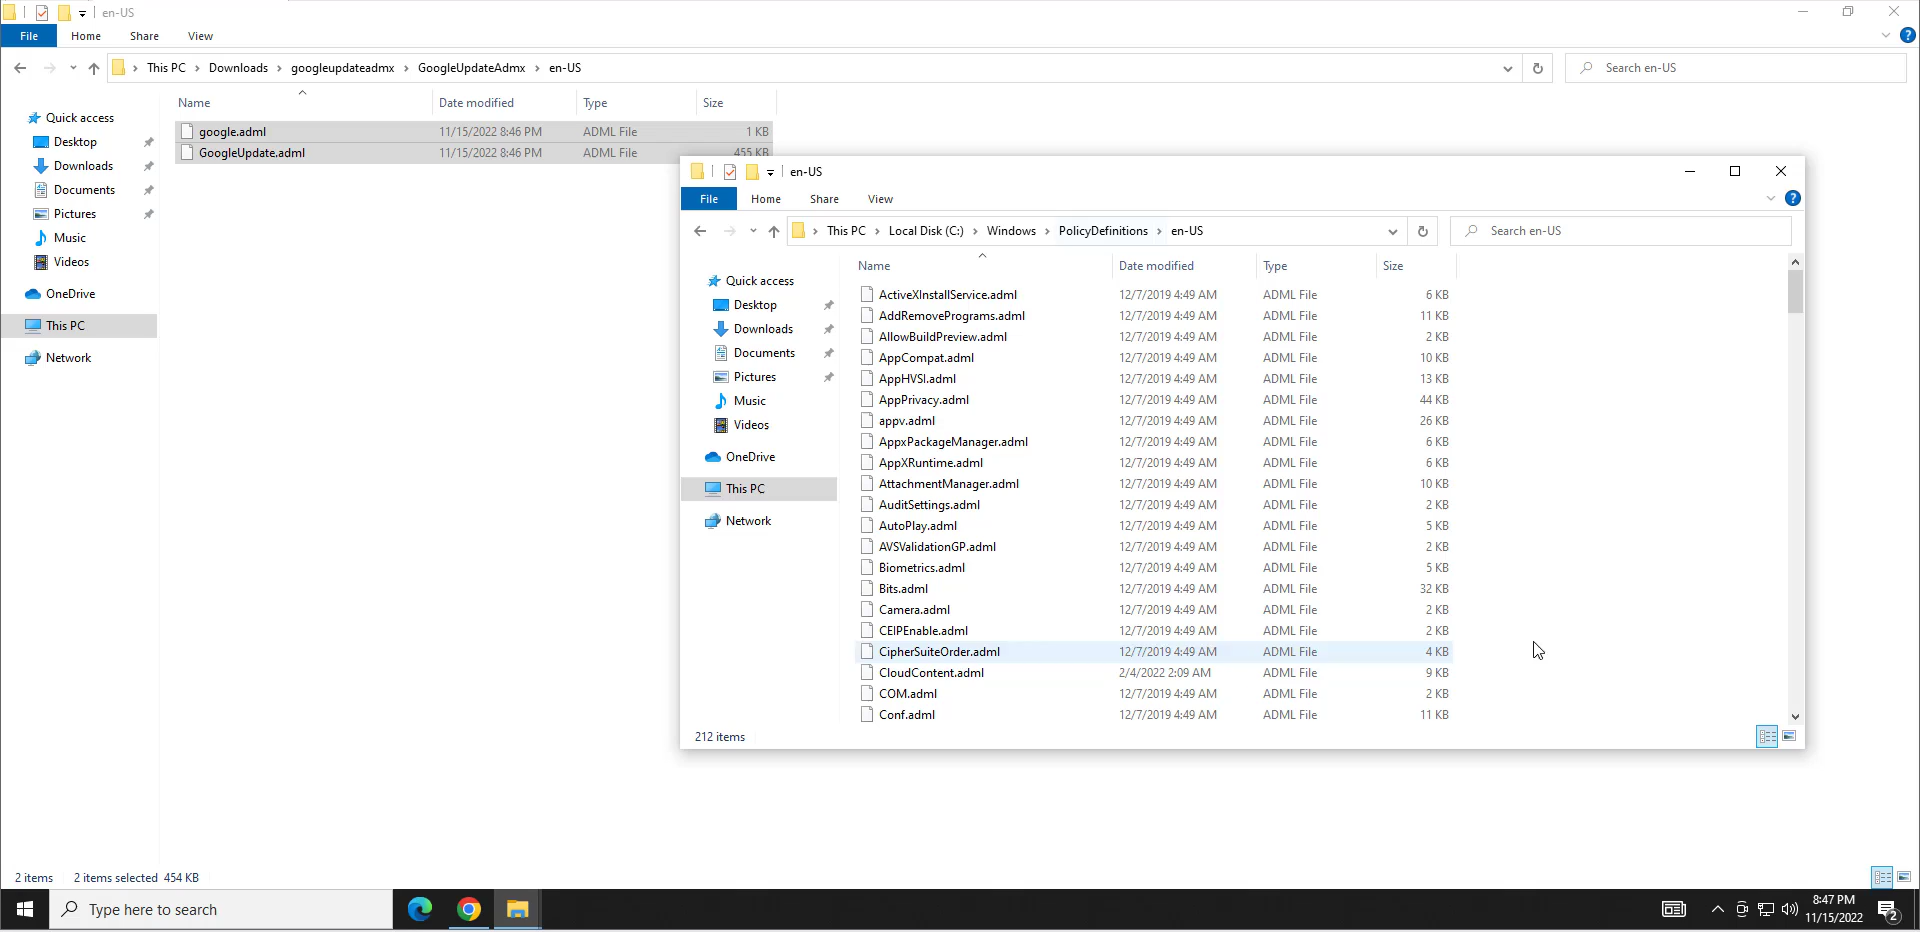 en-US
File Home Share View
This PC Downloads googleupdateadmx GoogleUpdateAdmx en-US
Search en-US
Name Date modified Type Size
Quick access
Desktop
Downloads
Documents
Pictures
Music
Videos
OneDrive
This PC
Network
google.adml 11/15/2022 8:46 PM ADML File 1 KB
GoogleUpdate.adml 11/15/2022 8:46 PM ADML File 455 KB
en-US
File Home Share View
This PC Local Disk (C:) Windows PolicyDefinitions en-US
Search en-US
Quick access
Desktop
Downloads
Documents
Pictures
Music
Videos
OneDrive
This PC
Network
Name Date modified Type Size
ActiveXInstallService.adml 12/7/2019 4:49 AM ADML File 6 KB
AddRemovePrograms.adml 12/7/2019 4:49 AM ADML File 11 KB
AllowBuildPreview.adml 12/7/2019 4:49 AM ADML File 2 KB
AppCompat.adml 12/7/2019 4:49 AM ADML File 10 KB
AppHVSI.adml 12/7/2019 4:49 AM ADML File 13 KB
AppPrivacy.adml 12/7/2019 4:49 AM ADML File 44 KB
appv.adml 12/7/2019 4:49 AM ADML File 26 KB
AppxPackageManager.adml 12/7/2019 4:49 AM ADML File 6 KB
AppXRuntime.adml 12/7/2019 4:49 AM ADML File 6 KB
AttachmentManager.adml 12/7/2019 4:49 AM ADML File 10 KB
AuditSettings.adml 12/7/2019 4:49 AM ADML File 2 KB
AutoPlay.adml 12/7/2019 4:49 AM ADML File 5 KB
AVSValidationGP.adml 12/7/2019 4:49 AM ADML File 2 KB
Biometrics.adml 12/7/2019 4:49 AM ADML File 5 KB
Bits.adml 12/7/2019 4:49 AM ADML File 32 KB
Camera.adml 12/7/2019 4:49 AM ADML File 2 KB
CEIPEnable.adml 12/7/2019 4:49 AM ADML File 2 KB
CipherSuiteOrder.adml 12/7/2019 4:49 AM ADML File 4 KB
CloudContent.adml 2/4/2022 2:09 AM ADML File 9 KB
COM.adml 12/7/2019 4:49 AM ADML File 2 KB
Conf.adml 12/7/2019 4:49 AM ADML File 11 KB
212 items
2 items 2 items selected 454 KB
Type here to search
8:47 PM
11/15/2022
2